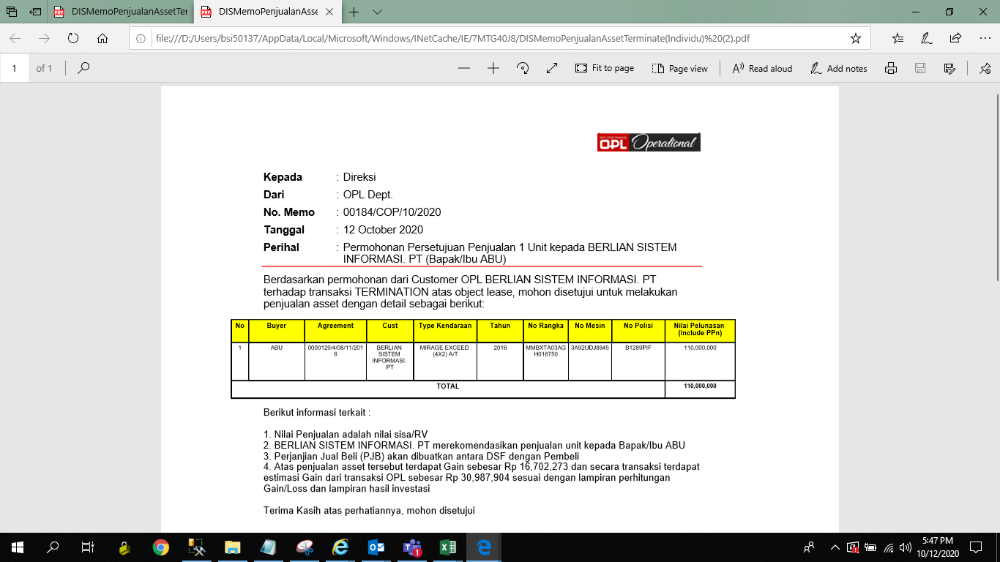 DISMemoPenjualanAssetTer
DISMemoPenjualanAsse
file:///D:/Users/bsi50137/AppData/Local/Microsoft/Windows/INetCache/IE/7MTG40J8/DISMemoPenjualanAssetTerminate(Individu)%20(2).pdf
1 of 1
Fit to page
Page view
Read aloud
Add notes
DIPO STAR FINANCE
OPL Operational
Kepada : Direksi
Dari : OPL Dept.
No. Memo : 00184/COP/10/2020
Tanggal : 12 October 2020
Perihal : Permohonan Persetujuan Penjualan 1 Unit kepada BERLIAN SISTEM
INFORMASI. PT (Bapak/Ibu ABU)
Berdasarkan permohonan dari Customer OPL BERLIAN SISTEM INFORMASI. PT
terhadap transaksi TERMINATION atas object lease, mohon disetujui untuk melakukan
penjualan asset dengan detail sebagai berikut:
No Buyer Agreement Cust Type Kendaraan Tahun No Rangka No Mesin No Polisi Nilai Pelunasan
(Include PPn)
1 ABU 0000129/4/08/11/201 BERLIAN MIRAGE EXCEED 2016 MMBXTA03AG 3A92UDJ8845 B1289PIF 110,000,000
6 SISTEM (4X2) A/T H016750
INFORMASI.
PT
TOTAL 110,000,000
Berikut informasi terkait :
1. Nilai Penjualan adalah nilai sisa/RV
2. BERLIAN SISTEM INFORMASI. PT merekomendasikan penjualan unit kepada Bapak/Ibu ABU
3. Perjanjian Jual Beli (PJB) akan dibuatkan antara DSF dengan Pembeli
4. Atas penjualan asset tersebut terdapat Gain sebesar Rp 16,702,273 dan secara transaksi terdapat
estimasi Gain dari transaksi OPL sebesar Rp 30,987,904 sesuai dengan lampiran perhitungan
Gain/Loss dan lampiran hasil investasi
Terima Kasih atas perhatiannya, mohon disetujui
5:47 PM
10/12/2020